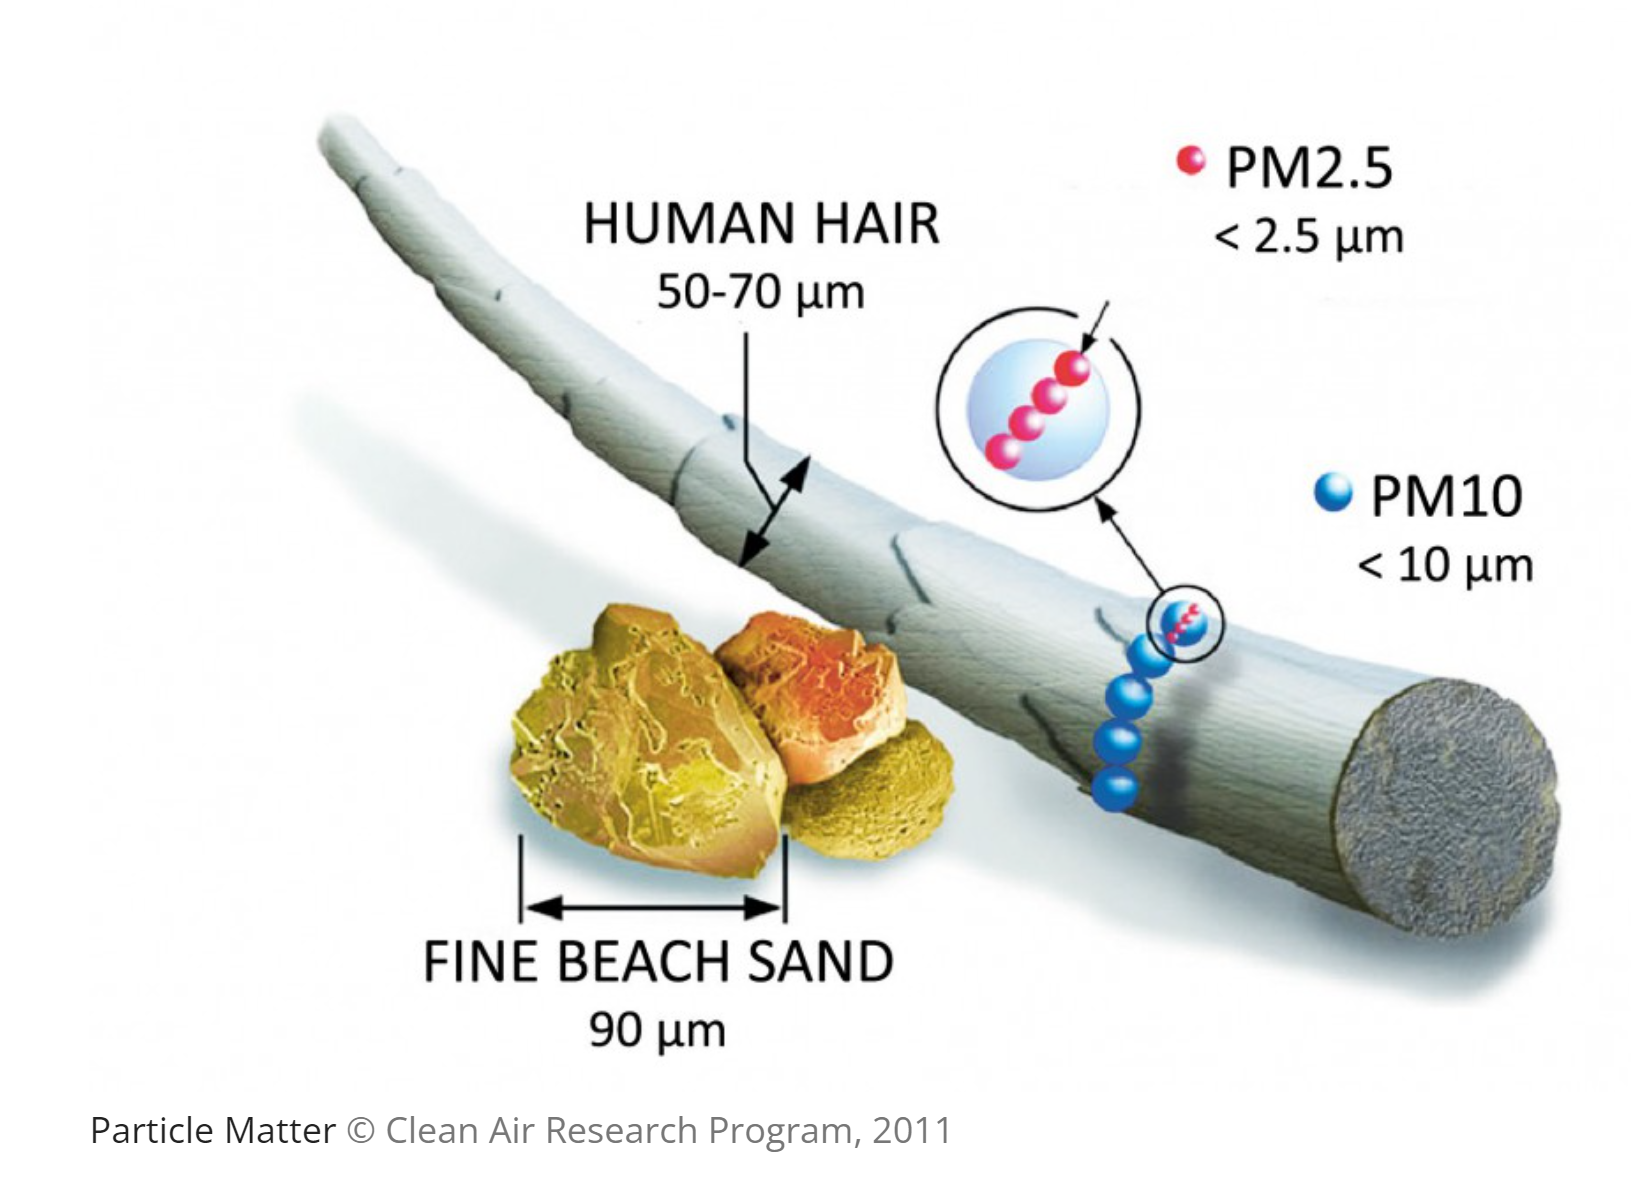 HUMAN HAIR
50-70 μm
PM2.5
< 2.5 μm
PM10
< 10 μm
FINE BEACH SAND
90 μm
Particle Matter © Clean Air Research Program, 2011